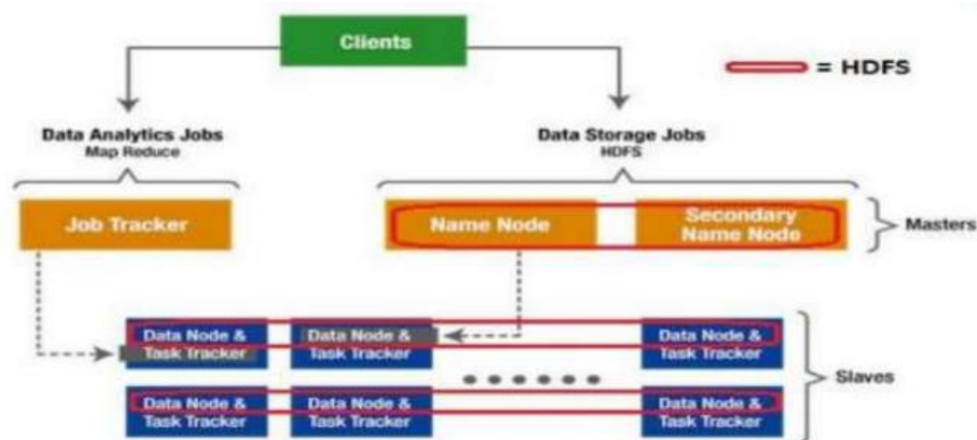 Clients
= HDFS
Data Analytics Jobs
Map Reduce
Data Storage Jobs
HDFS
Job Tracker
Name Node
Secondary
Name Node
Masters
Data Node &
Task Tracker
Data Node &
Task Tracker
Data Node &
Task Tracker
Slaves
Data Node &
Task Tracker
Data Node &
Task Tracker
Data Node &
Task Tracker